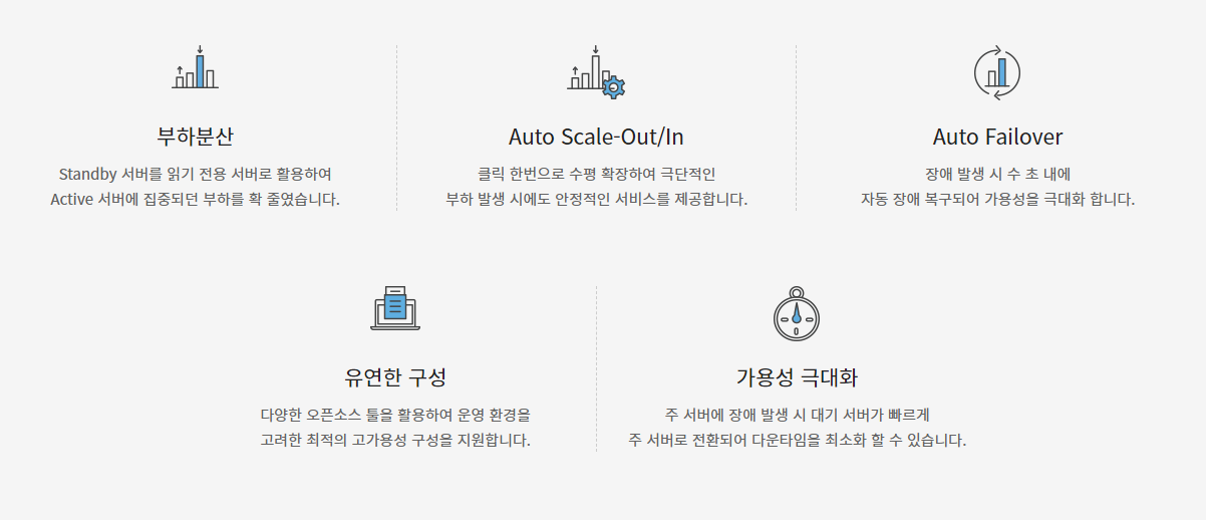 부하분산
Standby 서버를 읽기 전용 서버로 활용하여
Active 서버에 집중되던 부하를 확 줄였습니다.
Auto Scale-Out/In
클릭 한번으로 수평 확장하여 극단적인
부하 발생 시에도 안정적인 서비스를 제공합니다.
Auto Failover
장애 발생 시 수 초 내에
자동 장애 복구되어 가용성을 극대화 합니다.
유연한 구성
다양한 오픈소스 툴을 활용하여 운영 환경을
고려한 최적의 고가용성 구성을 지원합니다.
가용성 극대화
주 서버에 장애 발생 시 대기 서버가 빠르게
주 서버로 전환되어 다운타임을 최소화 할 수 있습니다.